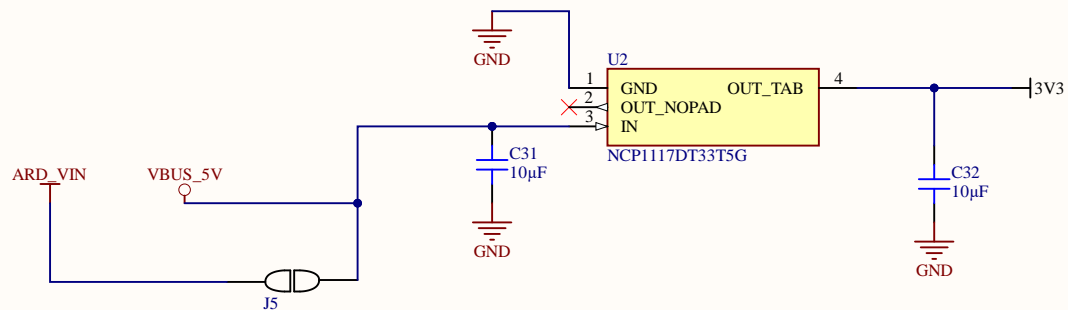 GND
U2
1
GND
OUT_TAB
4
2
OUT_NOPAD
3V3
3
IN
NCP1117DT33T5G
C31
10µF
ARD_VIN
VBUS_5V
C32
10µF
GND
GND
J5